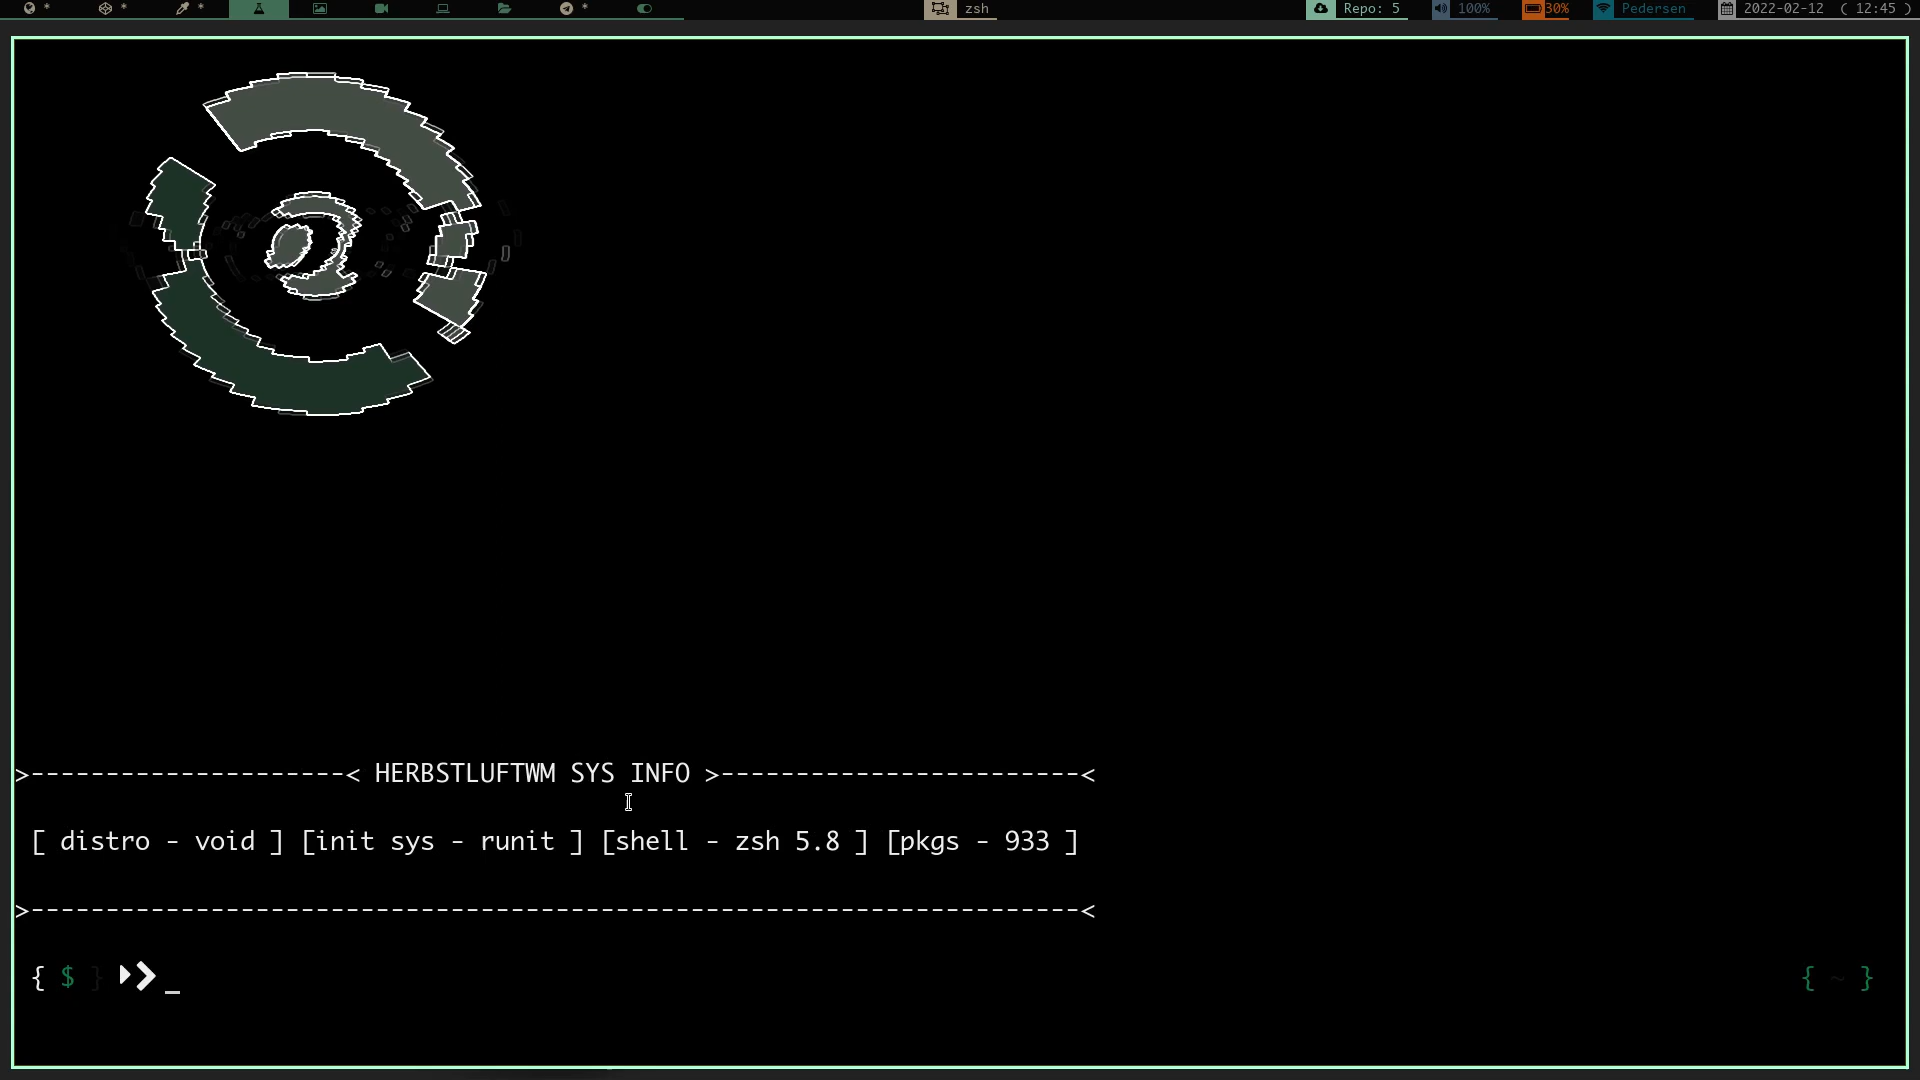 * * * * zsh Repo: 5 100% 30% Pedersen 2022-02-12 ( 12:45 )
>---------------------< HERBSTLUFTWM SYS INFO >------------------------<
[ distro - void ] [init sys - runit ] [shell - zsh 5.8 ] [pkgs - 933 ]
>----------------------------------------------------------------------<
{ $ } _ { ~ }